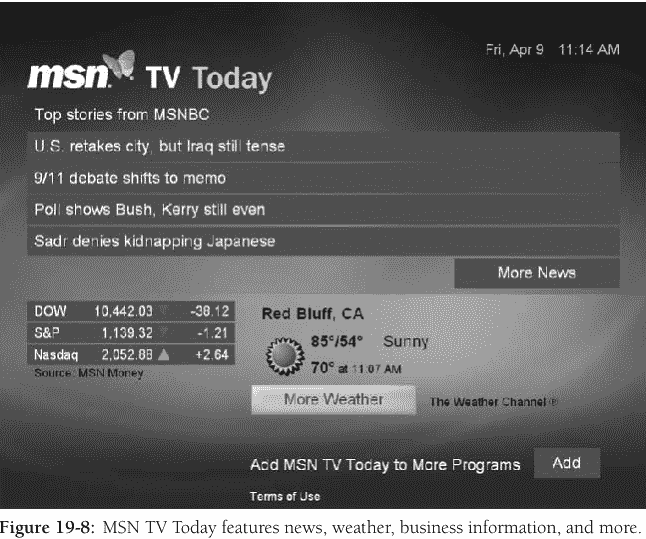 Fri, Apr 9 11:14 AM
msn TV Today
Top stories from MSNBC
U.S. retakes city, but Iraq still tense
9/11 debate shifts to memo
Poll shows Bush, Kerry still even
Sadr denies kidnapping Japanese
More News
DOW 10,442.03 ▼ -38.12
S&P 1,139.32 ▼ -1.21
Nasdaq 2,052.88 ▲ +2.64
Source: MSN Money
Red Bluff, CA
85°/54° Sunny
70° at 11:07 AM
More Weather
The Weather Channel ®
Add MSN TV Today to More Programs Add
Terms of Use
Figure 19-8: MSN TV Today features news, weather, business information, and more.